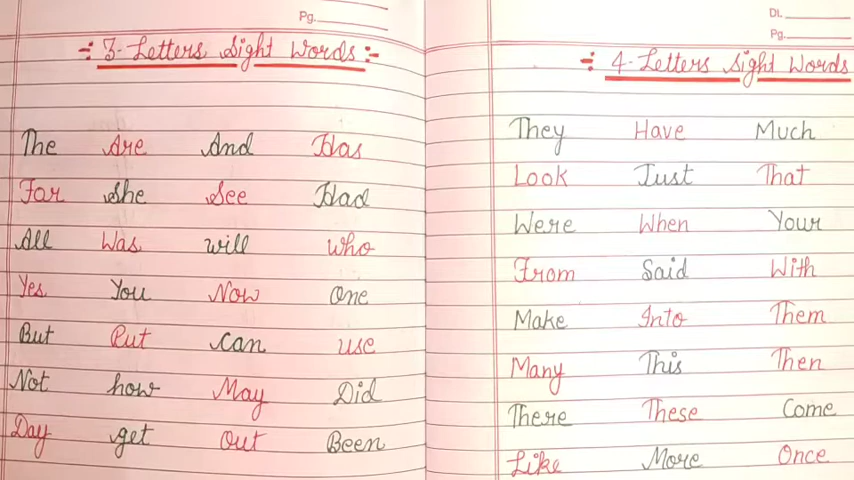 Pg.
÷ 3-Letters Sight Words :-
The Are And Has
For She See Had
All Was will who
Yes You Now One
But Put can use
Not how May Did
Day get out Been
Dt.
Pg.
÷ 4-Letters Sight Words
They Have Much
Look Just That
Were When Your
From Said With
Make Into Them
Many This Then
There These Come
Like More Once